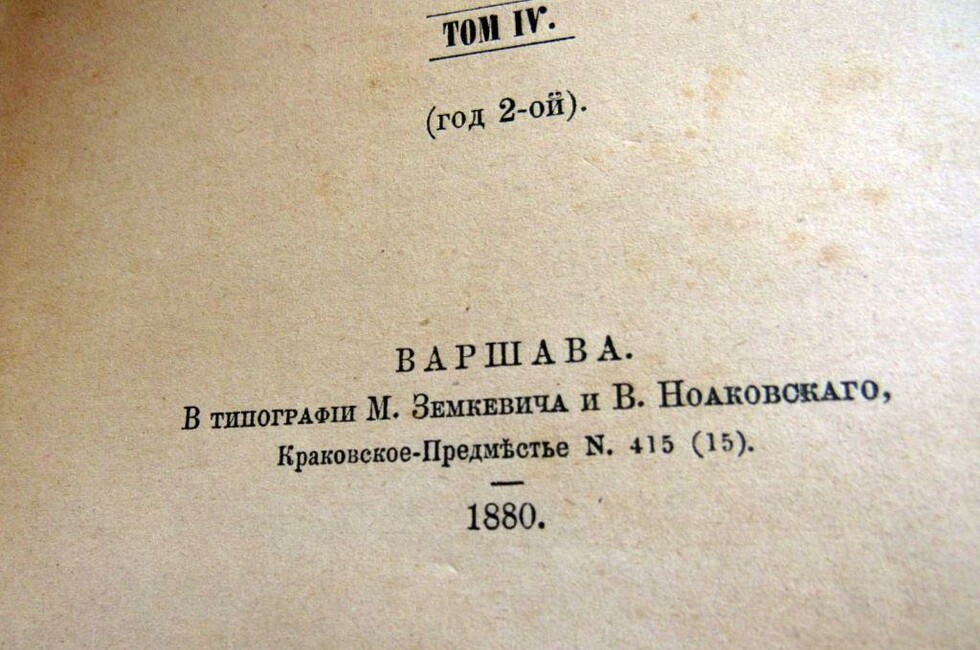 ТОМ IV.
(год 2-ой).
ВАРШАВА.
В типографіи М. Земкевича и В. Ноаковскаго,
Краковское-Предмѣстье N. 415 (15).
1880.